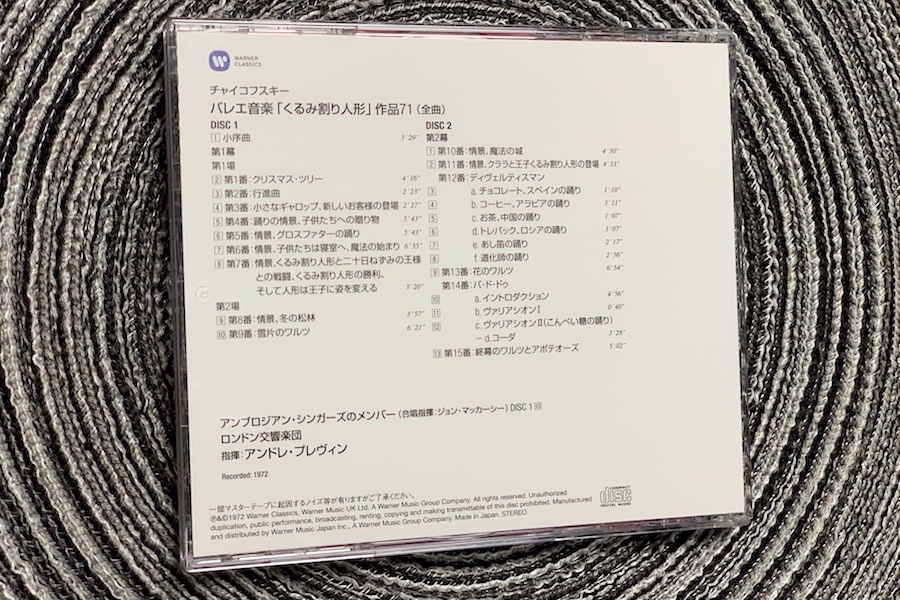 WARNER
CLASSICS
チャイコフスキー
バレエ音楽「くるみ割り人形」作品71（全曲）
DISC 1
1 小序曲 3'29"
第1幕
第1場
2 第1番：クリスマス・ツリー 4'16"
3 第2番：行進曲 2'23"
4 第3番：小さなギャロップ、新しいお客様の登場 2'27"
5 第4番：踊りの情景、子供たちへの贈り物 5'43"
6 第5番：情景、グロスファターの踊り 5'43"
7 第6番：情景、子供たちは寝室へ、魔法の始まり 6'35"
8 第7番：情景、くるみ割り人形と二十日ねずみの王様
との戦闘、くるみ割り人形の勝利、
そして人形は王子に姿を変える 3'20"
第2場
9 第8番：情景、冬の松林 3'57"
10 第9番：雪片のワルツ 6'21"
DISC 2
第2幕
1 第10番：情景、魔法の城 4'30"
2 第11番：情景、クララと王子くるみ割り人形の登場 4'33"
第12番：ディヴェルティスマン
3 a. チョコレート、スペインの踊り 1'10"
4 b. コーヒー、アラビアの踊り 3'11"
5 c. お茶、中国の踊り 1'07"
6 d. トレパック、ロシアの踊り 1'07"
7 e. あし笛の踊り 2'17"
8 f. 道化師の踊り 2'56"
9 第13番：花のワルツ 6'54"
第14番：パ・ド・ドゥ
10 a. イントロダクション 4'56"
11 b. ヴァリアシオンⅠ 0'40"
12 c. ヴァリアシオンⅡ（こんぺい糖の踊り）
－d. コーダ 3'28"
13 第15番：終幕のワルツとアポテオーズ 5'02"
アンブロジアン・シンガーズのメンバー（合唱指揮：ジョン・マッカーシー）DISC 1 10
ロンドン交響楽団
指揮：アンドレ・プレヴィン
Recorded: 1972
一部マスターテープに起因するノイズ等が有りますがご了承ください。
℗&©1972 Warner Classics, Warner Music UK Ltd. A Warner Music Group Company. All rights reserved. Unauthorized
duplication, public performance, broadcasting, renting, copying and making transmittable of this disc prohibited. Manufactured
and distributed by Warner Music Japan Inc., A Warner Music Group Company. Made in Japan. STEREO
COMPACT
disc
DIGITAL AUDIO